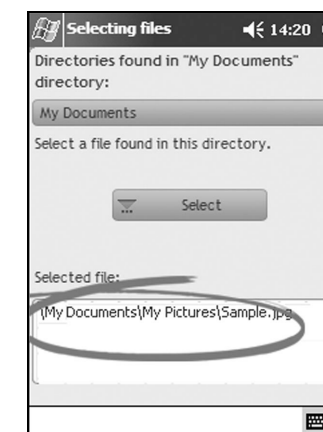 Selecting files 14:20
Directories found in "My Documents"
directory:
My Documents
Select a file found in this directory.
Select
Selected file:
\My Documents\My Pictures\Sample.jpg